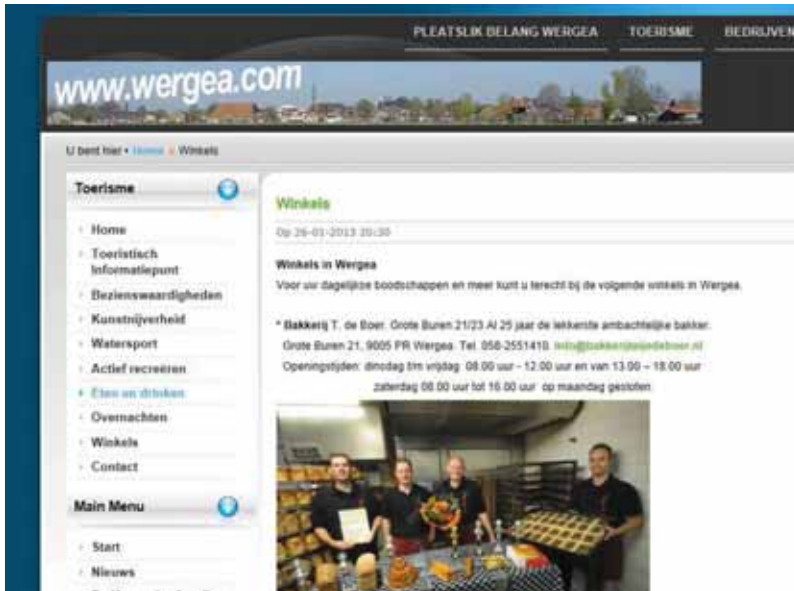 PLEATSLIK BELANG WERGEA TOERISME BEDRIJVEN
www.wergea.com
U bent hier • Home » Winkels
Toerisme
Home
Toeristisch
Informatiepunt
Bezienswaardigheden
Kunstnijverheid
Watersport
Actief recreëren
Eten en drinken
Overnachten
Winkels
Contact
Main Menu
Start
Nieuws
Winkels
Op 26-01-2013 20:30
Winkels in Wergea
Voor uw dagelijkse boodschappen en meer kunt u terecht bij de volgende winkels in Wergea.
* Bakkerij T. de Boer. Grote Buren 21/23 Al 25 jaar de lekkerste ambachtelijke bakker.
Grote Buren 21, 9005 PR Wergea. Tel. 058-2551410.
Openingstijden: dinsdag t/m vrijdag 08.00 uur - 12.00 uur en van 13.00 – 18.00 uur
zaterdag 08.00 uur tot 16.00 uur op maandag gesloten